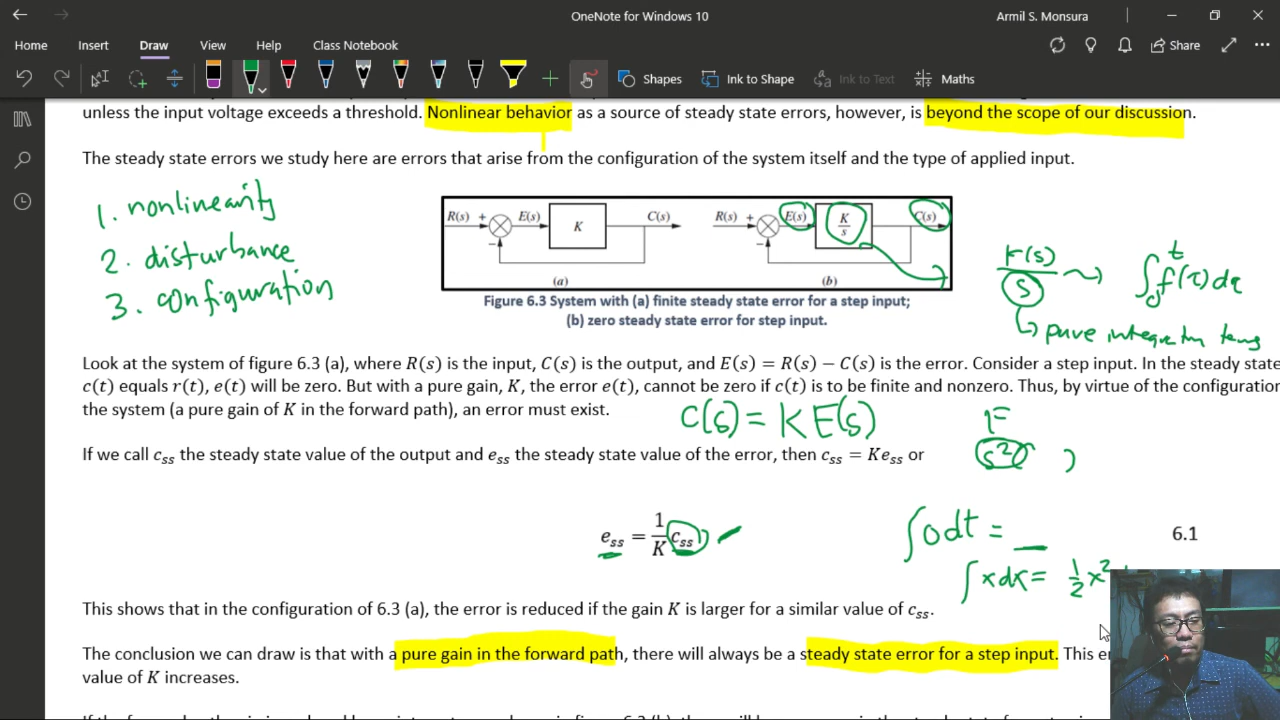 OneNote for Windows 10
Armil S. Monsura
Home Insert Draw View Help Class Notebook Share
Shapes Ink to Shape Ink to Text Maths
unless the input voltage exceeds a threshold. Nonlinear behavior as a source of steady state errors, however, is beyond the scope of our discussion.
The steady state errors we study here are errors that arise from the configuration of the system itself and the type of applied input.
1. nonlinearity
2. disturbance
3. configuration
R(s) + E(s) K C(s)
−
(a)
R(s) + E(s) K/s C(s)
−
(b)
Figure 6.3 System with (a) finite steady state error for a step input;
(b) zero steady state error for step input.
F(s)/s → ∫₀ᵗ f(τ)dτ
↳ pure integrator term
Look at the system of figure 6.3 (a), where R(s) is the input, C(s) is the output, and E(s) = R(s) − C(s) is the error. Consider a step input. In the steady state
c(t) equals r(t), e(t) will be zero. But with a pure gain, K, the error e(t), cannot be zero if c(t) is to be finite and nonzero. Thus, by virtue of the configuration
the system (a pure gain of K in the forward path), an error must exist.
C(s) = K E(s)
F/s²
If we call c_ss the steady state value of the output and e_ss the steady state value of the error, then c_ss = Ke_ss or
e_ss = 1/K c_ss
6.1
∫0 dt = _
∫x dx = ½x²
This shows that in the configuration of 6.3 (a), the error is reduced if the gain K is larger for a similar value of c_ss.
The conclusion we can draw is that with a pure gain in the forward path, there will always be a steady state error for a step input. This
value of K increases.